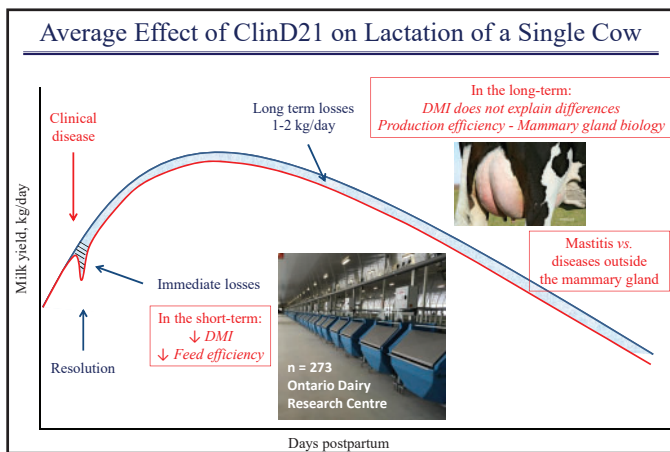 Average Effect of ClinD21 on Lactation of a Single Cow
Clinical
disease
Long term losses
1-2 kg/day
In the long-term:
DMI does not explain differences
Production efficiency - Mammary gland biology
Milk yield, kg/day
Mastitis vs.
diseases outside
the mammary gland
Immediate losses
In the short-term:
↓ DMI
↓ Feed efficiency
Resolution
n = 273
Ontario Dairy
Research Centre
Days postpartum